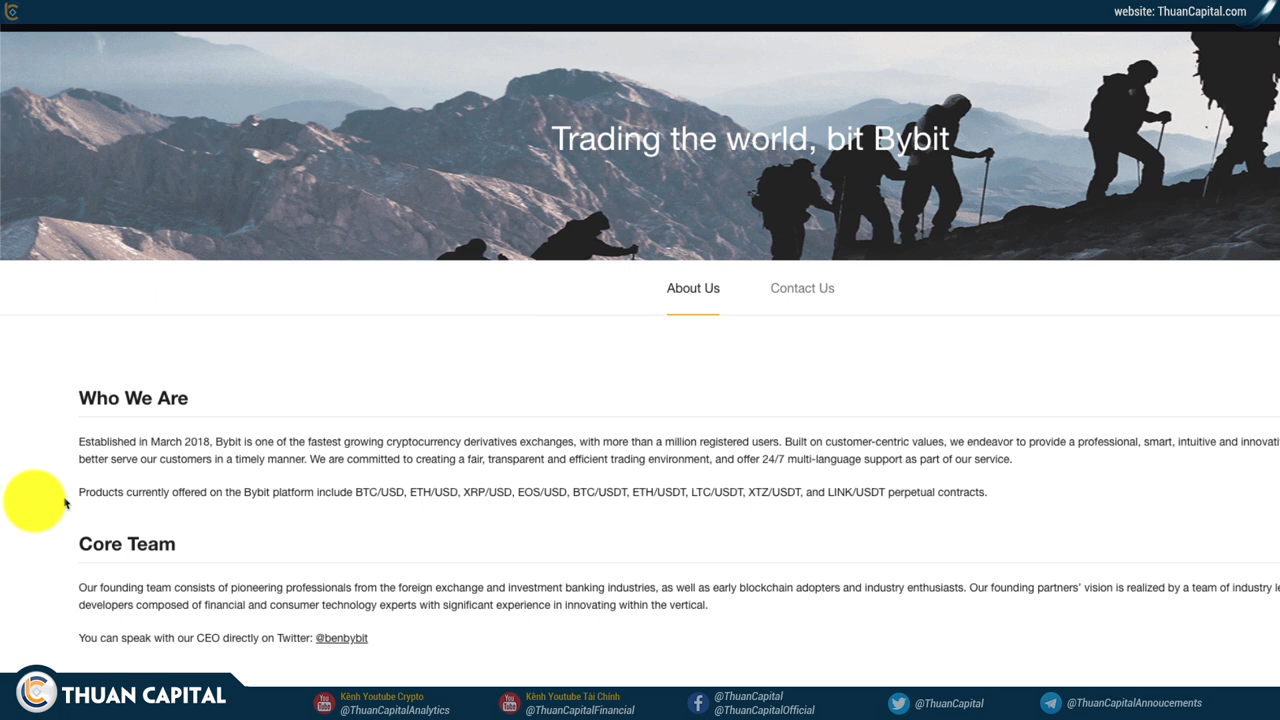 website: ThuanCapital.com
Trading the world, bit Bybit
About Us
Contact Us
Who We Are
Established in March 2018, Bybit is one of the fastest growing cryptocurrency derivatives exchanges, with more than a million registered users. Built on customer-centric values, we endeavor to provide a professional, smart, intuitive and
better serve our customers in a timely manner. We are committed to creating a fair, transparent and efficient trading environment, and offer 24/7 multi-language support as part of our service.
Products currently offered on the Bybit platform include BTC/USD, ETH/USD, XRP/USD, EOS/USD, BTC/USDT, ETH/USDT, LTC/USDT, XTZ/USDT, and LINK/USDT perpetual contracts.
Core Team
Our founding team consists of pioneering professionals from the foreign exchange and investment banking industries, as well as early blockchain adopters and industry enthusiasts. Our founding partners' vision is realized by a team of industry
developers composed of financial and consumer technology experts with significant experience in innovating within the vertical.
You can speak with our CEO directly on Twitter: @benbybit
THUAN CAPITAL
Kênh Youtube Crypto
@ThuanCapitalAnalytics
Kênh Youtube Tài Chính
@ThuanCapitalFinancial
@ThuanCapital
@ThuanCapitalOfficial
@ThuanCapital
@ThuanCapitalAnnoucements